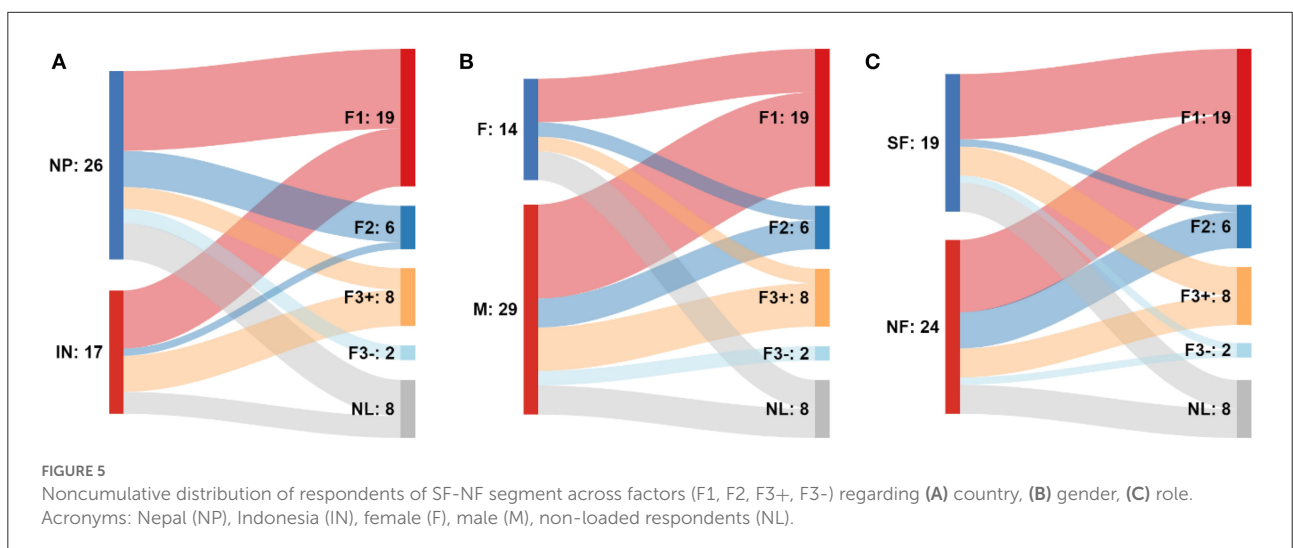 A
NP: 26
IN: 17
F1: 19
F2: 6
F3+: 8
F3-: 2
NL: 8
B
F: 14
M: 29
F1: 19
F2: 6
F3+: 8
F3-: 2
NL: 8
C
SF: 19
NF: 24
F1: 19
F2: 6
F3+: 8
F3-: 2
NL: 8
FIGURE 5
Noncumulative distribution of respondents of SF-NF segment across factors (F1, F2, F3+, F3-) regarding (A) country, (B) gender, (C) role.
Acronyms: Nepal (NP), Indonesia (IN), female (F), male (M), non-loaded respondents (NL).